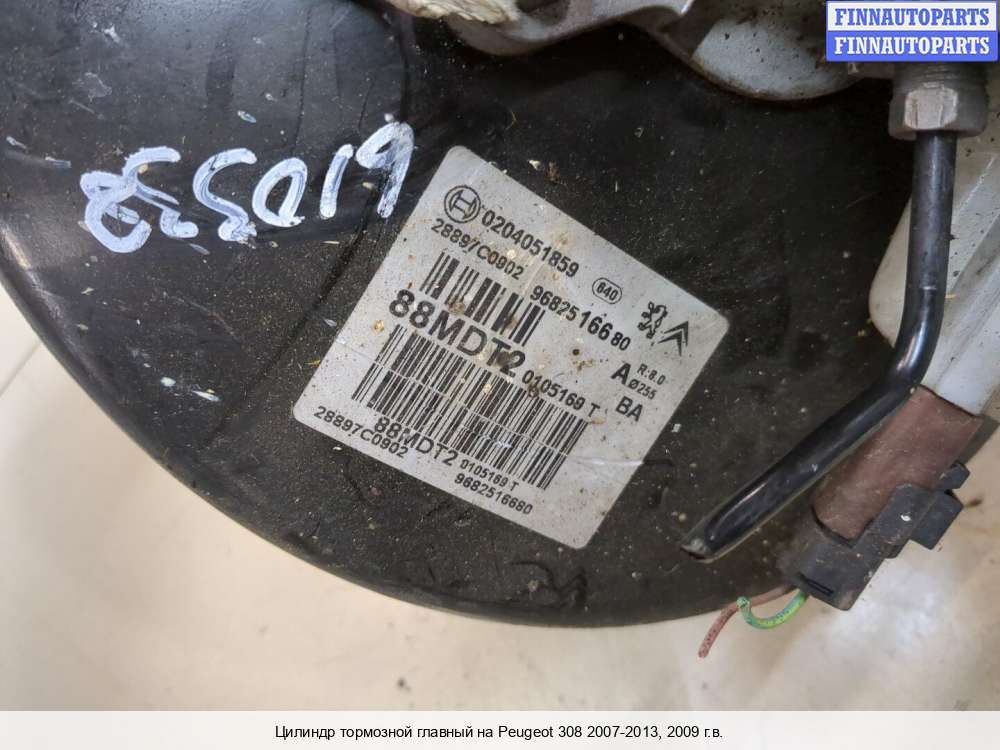 FINNAUTOPARTS
FINNAUTOPARTS
0204051859
28897C0902
840
9682516680
88MDT2
0105169 T
A
R:8.0
Ø255
BA
88MDT2
0105169 T
28897C0902
9682516680
Цилиндр тормозной главный на Peugeot 308 2007-2013, 2009 г.в.